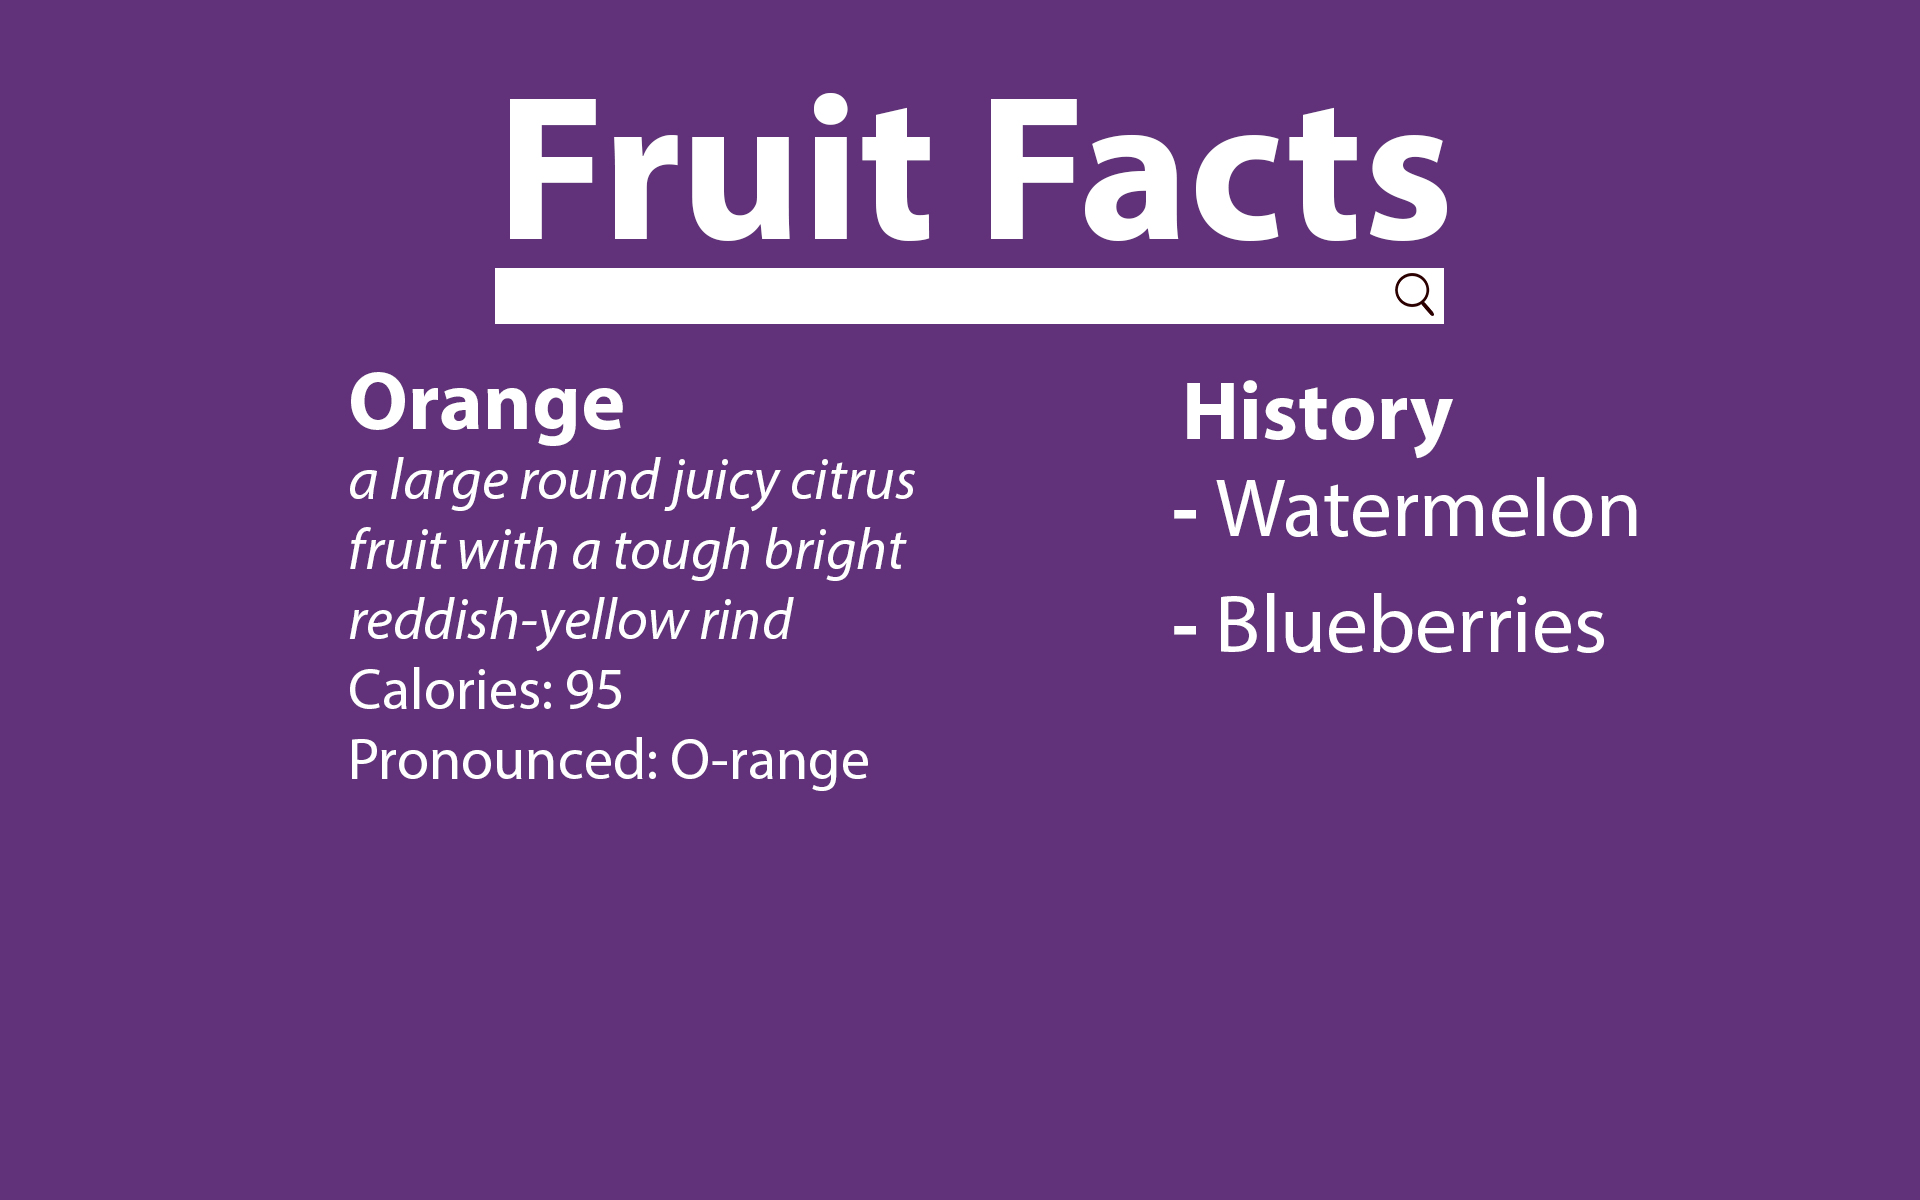 Fruit Facts
Orange
a large round juicy citrus
fruit with a tough bright
reddish-yellow rind
Calories: 95
Pronounced: O-range
History
- Watermelon
- Blueberries